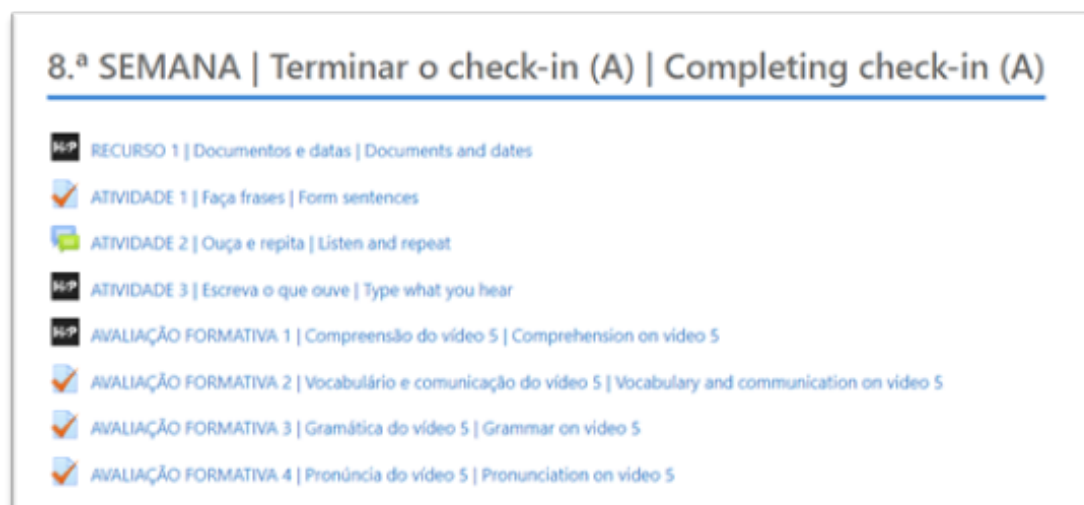 8.ª SEMANA | Terminar o check-in (A) | Completing check-in (A)
H5P RECURSO 1 | Documentos e datas | Documents and dates
ATIVIDADE 1 | Faça frases | Form sentences
ATIVIDADE 2 | Ouça e repita | Listen and repeat
H5P ATIVIDADE 3 | Escreva o que ouve | Type what you hear
H5P AVALIAÇÃO FORMATIVA 1 | Compreensão do vídeo 5 | Comprehension on video 5
AVALIAÇÃO FORMATIVA 2 | Vocabulário e comunicação do vídeo 5 | Vocabulary and communication on video 5
AVALIAÇÃO FORMATIVA 3 | Gramática do vídeo 5 | Grammar on video 5
AVALIAÇÃO FORMATIVA 4 | Pronúncia do vídeo 5 | Pronunciation on video 5